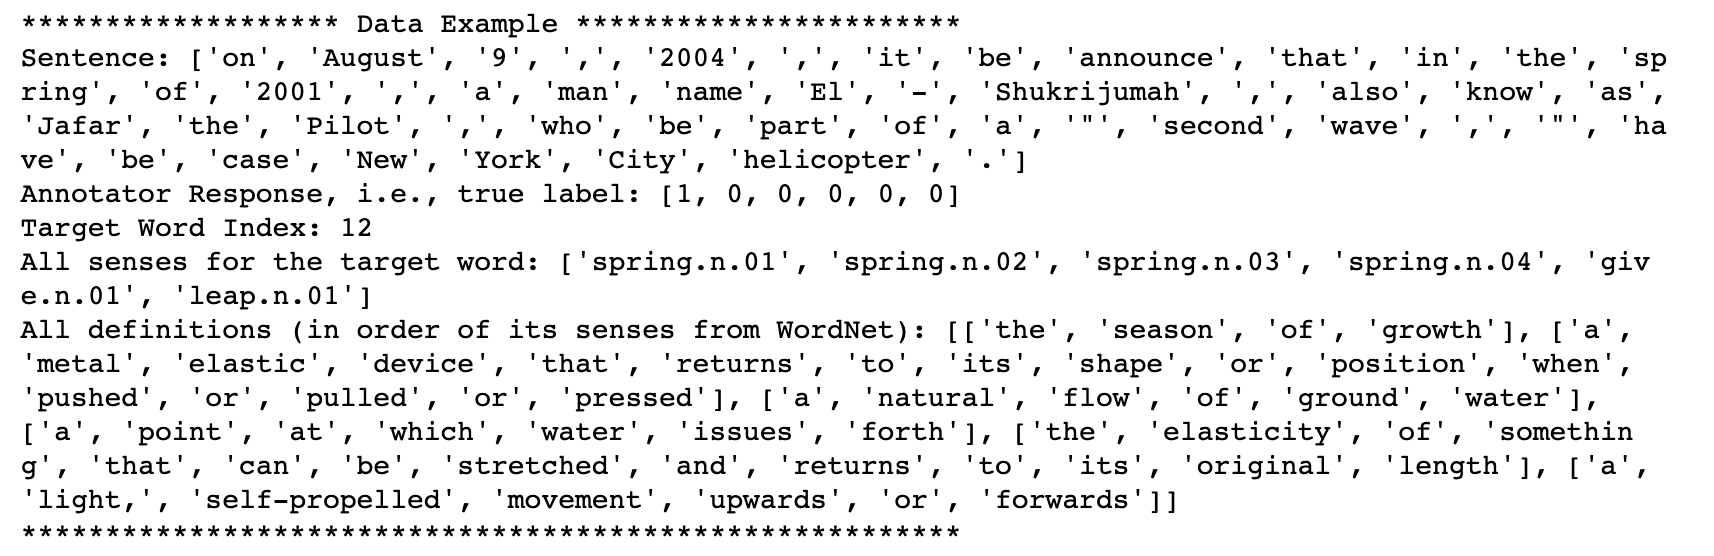 ******************* Data Example ***********************
Sentence: ['on', 'August', '9', ',', '2004', ',', 'it', 'be', 'announce', 'that', 'in', 'the', 'sp
ring', 'of', '2001', ',', 'a', 'man', 'name', 'El', '-', 'Shukrijumah', ',', 'also', 'know', 'as',
'Jafar', 'the', 'Pilot', ',', 'who', 'be', 'part', 'of', 'a', '"', 'second', 'wave', ',', '"', 'ha
ve', 'be', 'case', 'New', 'York', 'City', 'helicopter', '.']
Annotator Response, i.e., true label: [1, 0, 0, 0, 0, 0]
Target Word Index: 12
All senses for the target word: ['spring.n.01', 'spring.n.02', 'spring.n.03', 'spring.n.04', 'giv
e.n.01', 'leap.n.01']
All definitions (in order of its senses from WordNet): [['the', 'season', 'of', 'growth'], ['a',
'metal', 'elastic', 'device', 'that', 'returns', 'to', 'its', 'shape', 'or', 'position', 'when',
'pushed', 'or', 'pulled', 'or', 'pressed'], ['a', 'natural', 'flow', 'of', 'ground', 'water'],
['a', 'point', 'at', 'which', 'water', 'issues', 'forth'], ['the', 'elasticity', 'of', 'somethin
g', 'that', 'can', 'be', 'stretched', 'and', 'returns', 'to', 'its', 'original', 'length'], ['a',
'light,', 'self-propelled', 'movement', 'upwards', 'or', 'forwards']]
********************************************************